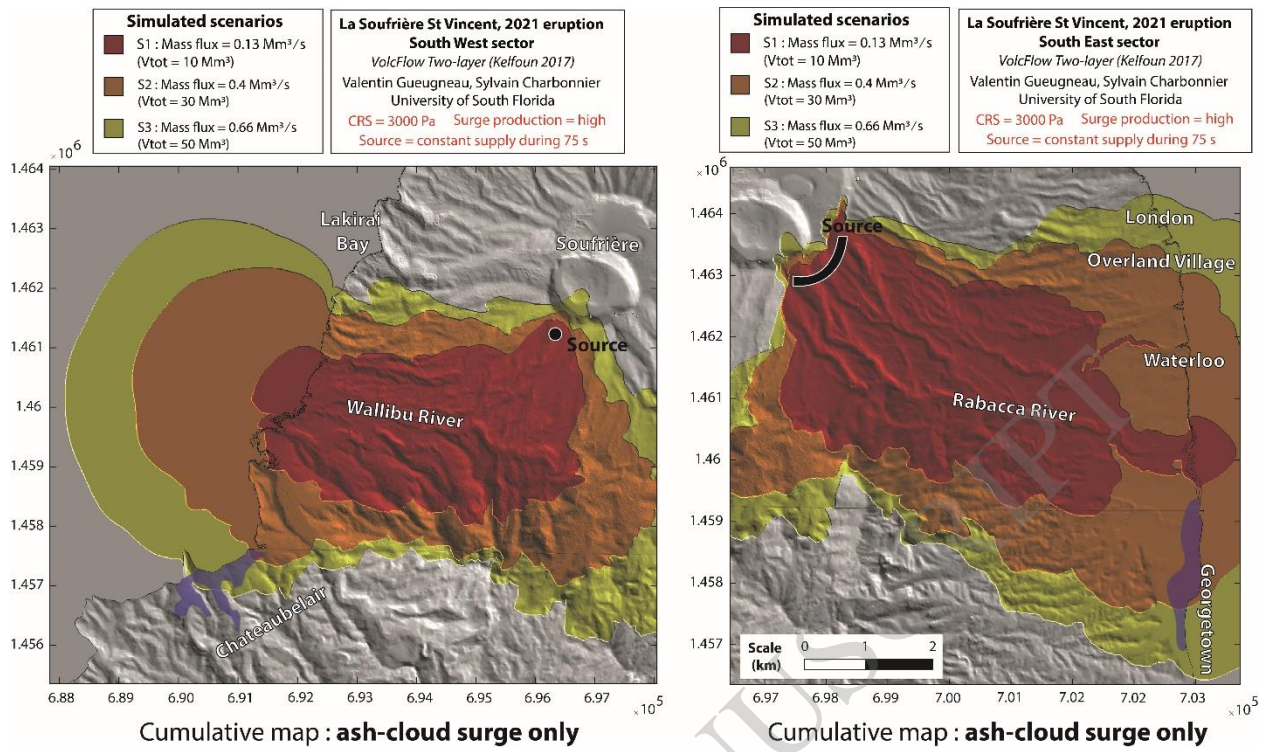 Simulated scenarios
S1 : Mass flux = 0.13 Mm³/s
(Vtot = 10 Mm³)
S2 : Mass flux = 0.4 Mm³/s
(Vtot = 30 Mm³)
S3 : Mass flux = 0.66 Mm³/s
(Vtot = 50 Mm³)
La Soufrière St Vincent, 2021 eruption
South West sector
VolcFlow Two-layer (Kelfoun 2017)
Valentin Gueugneau, Sylvain Charbonnier
University of South Florida
CRS = 3000 Pa Surge production = high
Source = constant supply during 75 s
×10⁶
1.464
1.463
1.462
1.461
1.46
1.459
1.458
1.457
1.456
Lakirai
Bay
Soufrière
Source
Wallibu River
Chateaubelair
6.88 6.89 6.90 6.91 6.92 6.93 6.94 6.95 6.96 6.97
×10⁵
Cumulative map : ash-cloud surge only
Simulated scenarios
S1 : Mass flux = 0.13 Mm³/s
(Vtot = 10 Mm³)
S2 : Mass flux = 0.4 Mm³/s
(Vtot = 30 Mm³)
S3 : Mass flux = 0.66 Mm³/s
(Vtot = 50 Mm³)
La Soufrière St Vincent, 2021 eruption
South East sector
VolcFlow Two-layer (Kelfoun 2017)
Valentin Gueugneau, Sylvain Charbonnier
University of South Florida
CRS = 3000 Pa Surge production = high
Source = constant supply during 75 s
×10⁶
1.464
1.463
1.462
1.461
1.46
1.459
1.458
1.457
London
Source
Overland Village
Waterloo
Rabacca River
Georgetown
Scale
(km)
0 1 2
6.97 6.98 6.99 7.00 7.01 7.02 7.02 7.03
×10⁵
Cumulative map : ash-cloud surge only